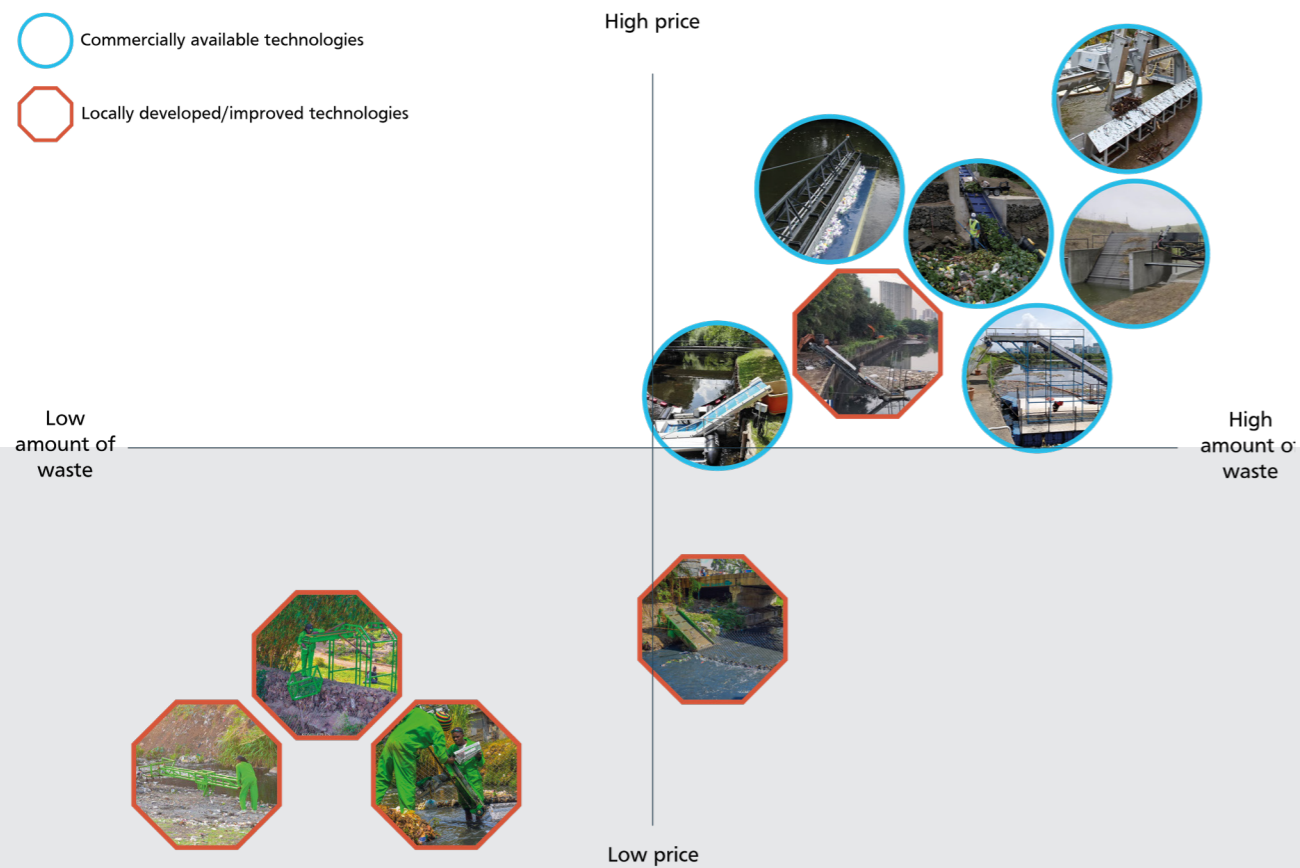 High price
Commercially available technologies
Locally developed/improved technologies
Low
amount of
waste
High
amount o
waste
Low price